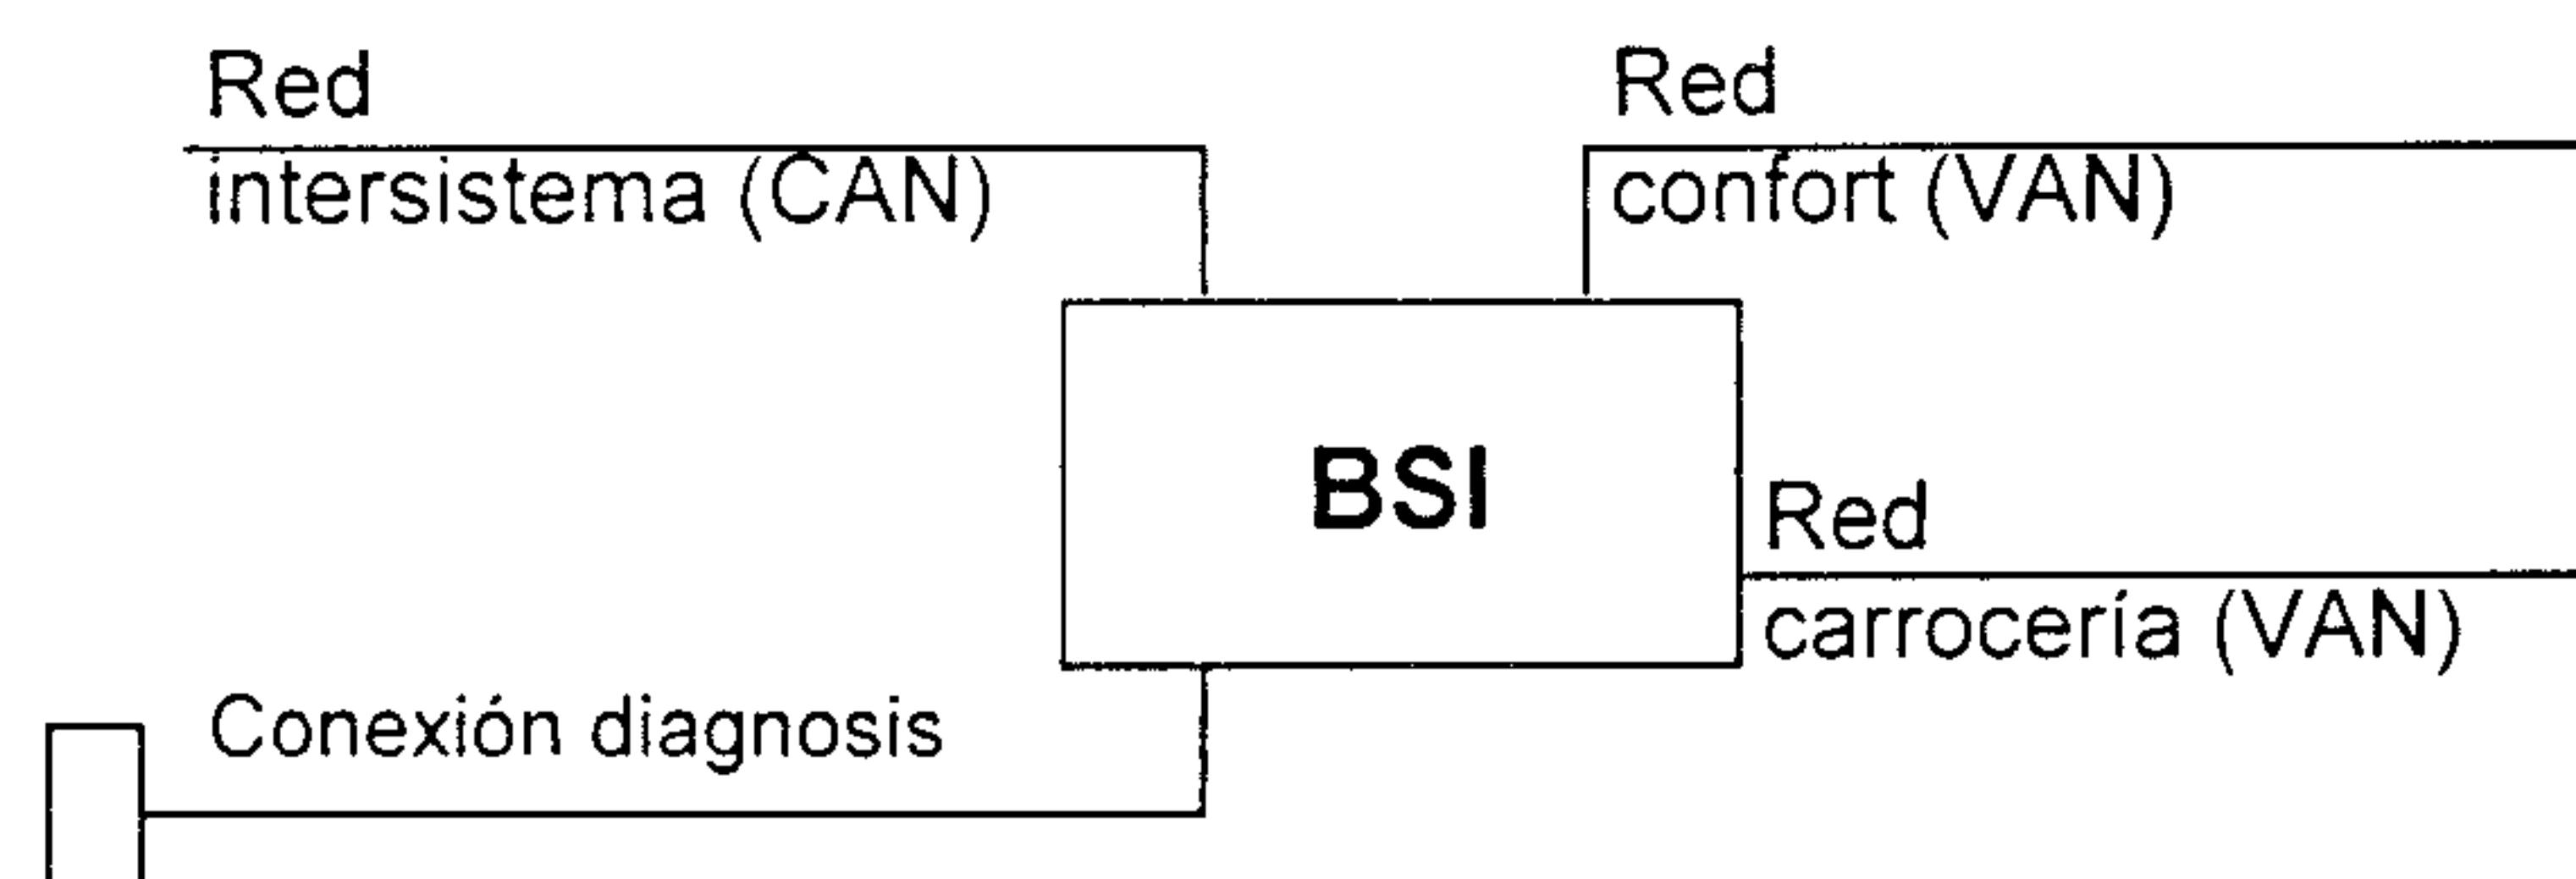 Red
intersistema (CAN)
Red
confort (VAN)
BSI
Red
carrocería (VAN)
Conexión diagnosis